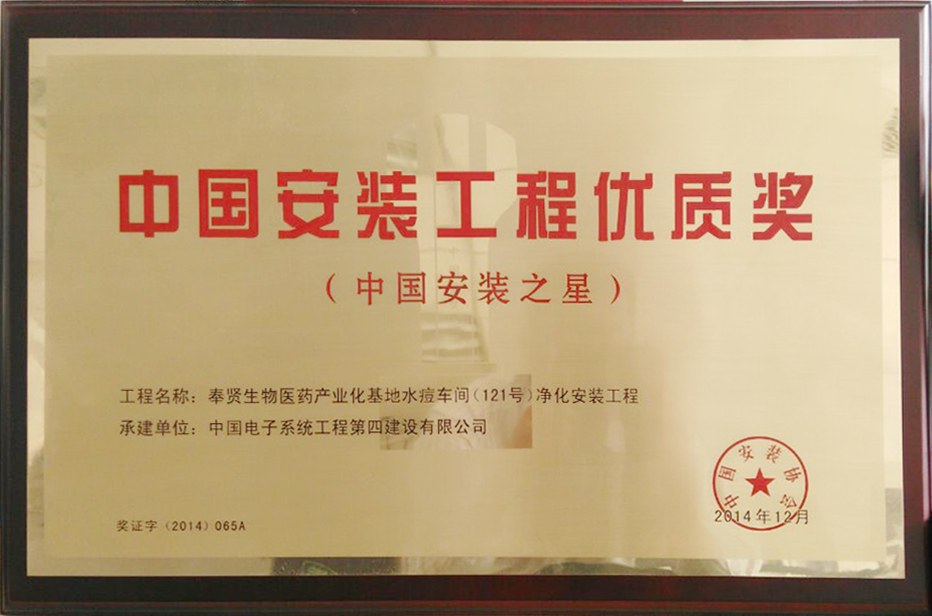 中国安装工程优质奖
（中国安装之星）
工程名称：奉贤生物医药产业化基地水痘车间（121号）净化安装工程
承建单位：中国电子系统工程第四建设有限公司
中国安装协会
2014年12月
奖证字（2014）065A